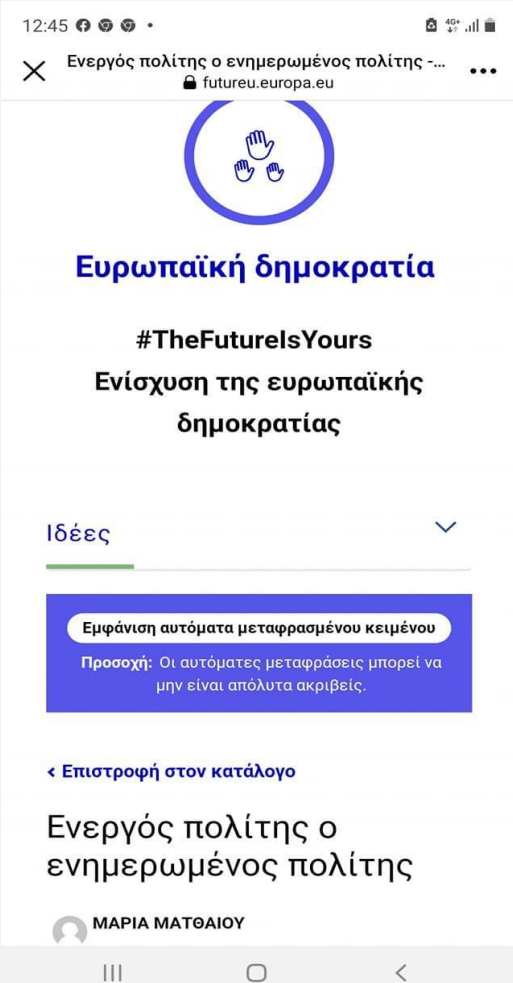 12:45
4G+
Ενεργός πολίτης ο ενημερωμένος πολίτης -...
futureu.europa.eu
Ευρωπαϊκή δημοκρατία
#TheFutureIsYours
Ενίσχυση της ευρωπαϊκής
δημοκρατίας
Ιδέες
Εμφάνιση αυτόματα μεταφρασμένου κειμένου
Προσοχή: Οι αυτόματες μεταφράσεις μπορεί να
μην είναι απόλυτα ακριβείς.
‹ Επιστροφή στον κατάλογο
Ενεργός πολίτης ο
ενημερωμένος πολίτης
ΜΑΡΙΑ ΜΑΤΘΑΙΟΥ